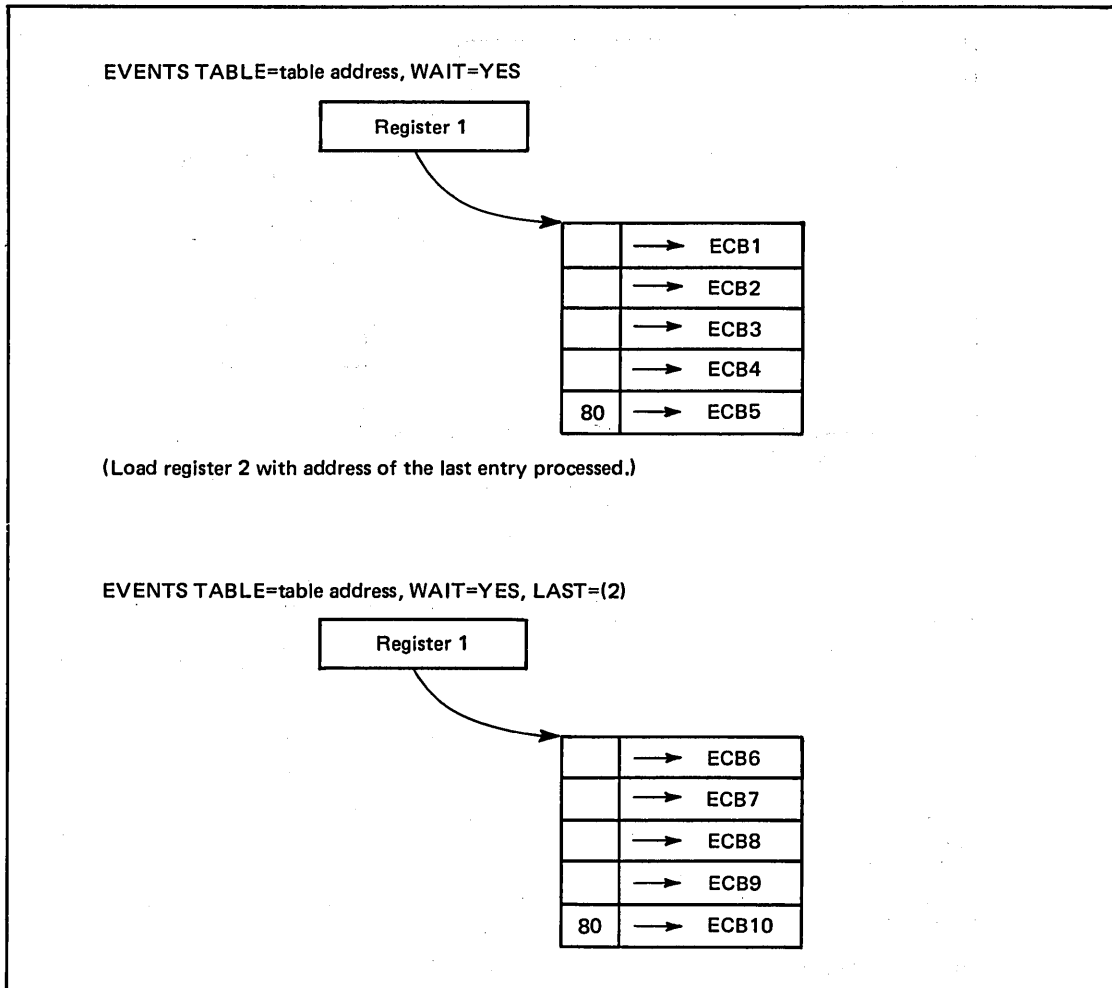 EVENTS TABLE=table address, WAIT=YES
Register 1
ECB1
ECB2
ECB3
ECB4
80 ECB5
(Load register 2 with address of the last entry processed.)
EVENTS TABLE=table address, WAIT=YES, LAST=(2)
Register 1
ECB6
ECB7
ECB8
ECB9
80 ECB10